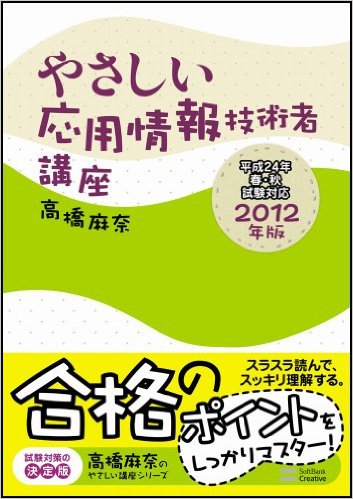 やさしい
応用情報技術者
講座
高橋麻奈
平成24年
春・秋
試験対応
2012
年版
スラスラ読んで、
スッキリ理解する。
合格の
ポイントを
しっかりマスター!
試験対策の
決定版
高橋麻奈の
やさしい講座シリーズ
SoftBank
Creative